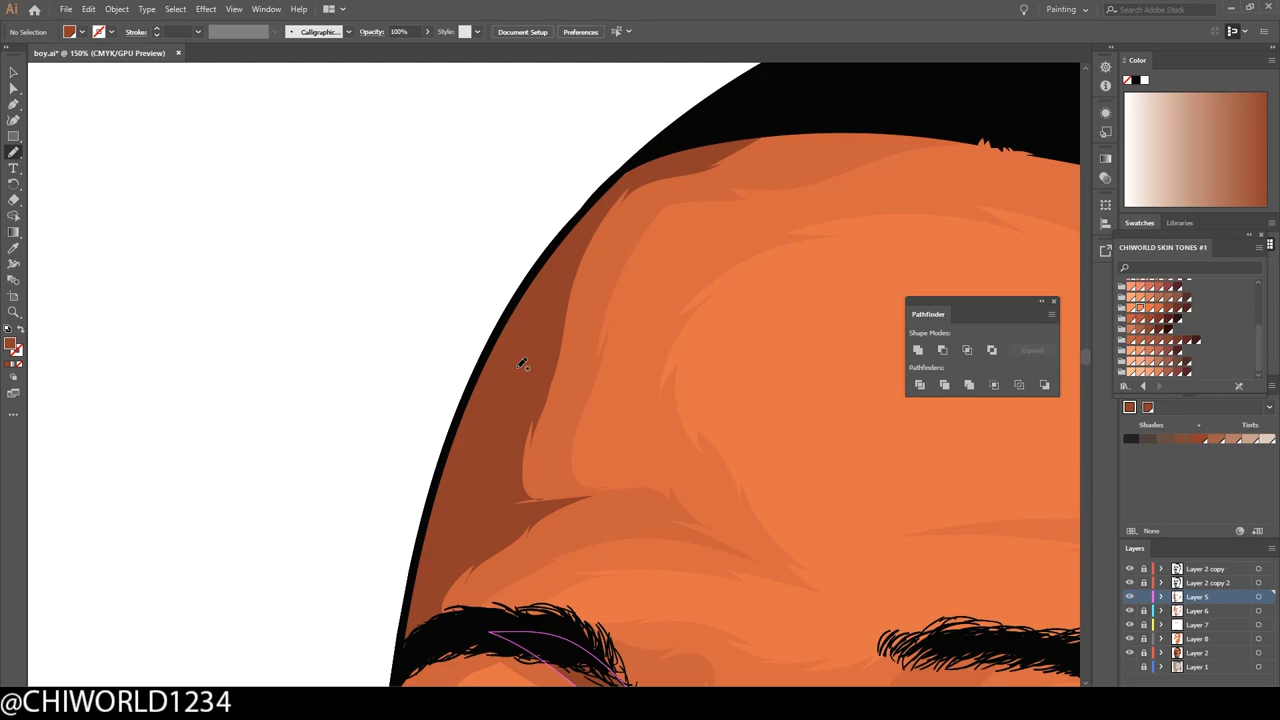 Ai File Edit Object Type Select Effect View Window Help Painting Search Adobe Stock
No Selection Stroke: Calligraphic... Opacity: 100% Style: Document Setup Preferences
boy.ai* @ 150% (CMYK/GPU Preview)
Color
Swatches Libraries
CHIWORLD SKIN TONES #1
Pathfinder
Shape Modes:
Expand
Pathfinders:
Shades Tints
None
Layers
Layer 2 copy
Layer 2 copy 2
Layer 5
Layer 6
Layer 7
Layer 8
Layer 2
Layer 1
@CHIWORLD1234